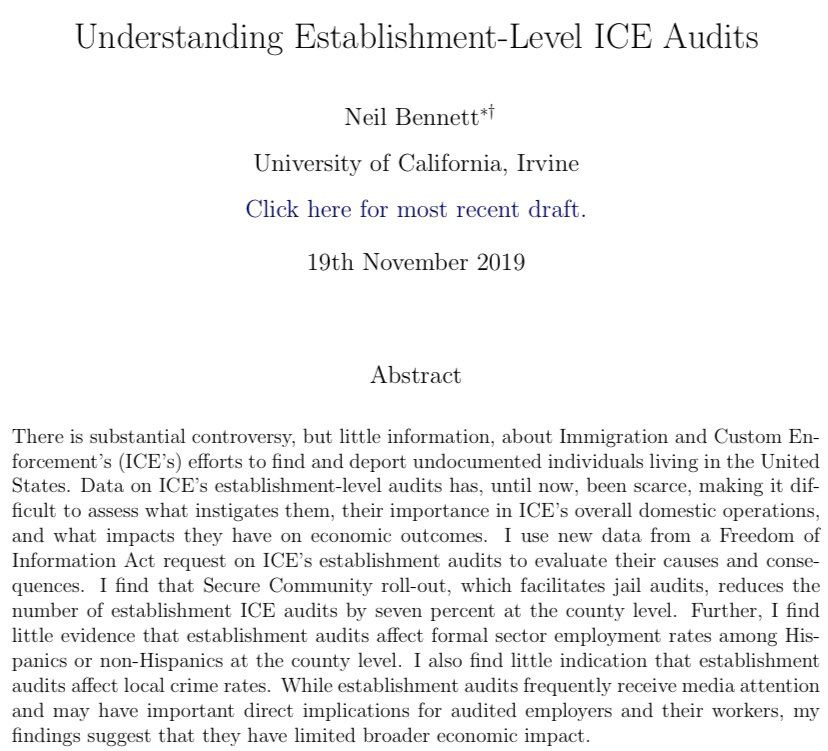 Understanding Establishment-Level ICE Audits
Neil Bennett*†
University of California, Irvine
Click here for most recent draft.
19th November 2019
Abstract
There is substantial controversy, but little information, about Immigration and Custom En-
forcement's (ICE's) efforts to find and deport undocumented individuals living in the United
States. Data on ICE's establishment-level audits has, until now, been scarce, making it dif-
ficult to assess what instigates them, their importance in ICE's overall domestic operations,
and what impacts they have on economic outcomes. I use new data from a Freedom of
Information Act request on ICE's establishment audits to evaluate their causes and conse-
quences. I find that Secure Community roll-out, which facilitates jail audits, reduces the
number of establishment ICE audits by seven percent at the county level. Further, I find
little evidence that establishment audits affect formal sector employment rates among His-
panics or non-Hispanics at the county level. I also find little indication that establishment
audits affect local crime rates. While establishment audits frequently receive media attention
and may have important direct implications for audited employers and their workers, my
findings suggest that they have limited broader economic impact.